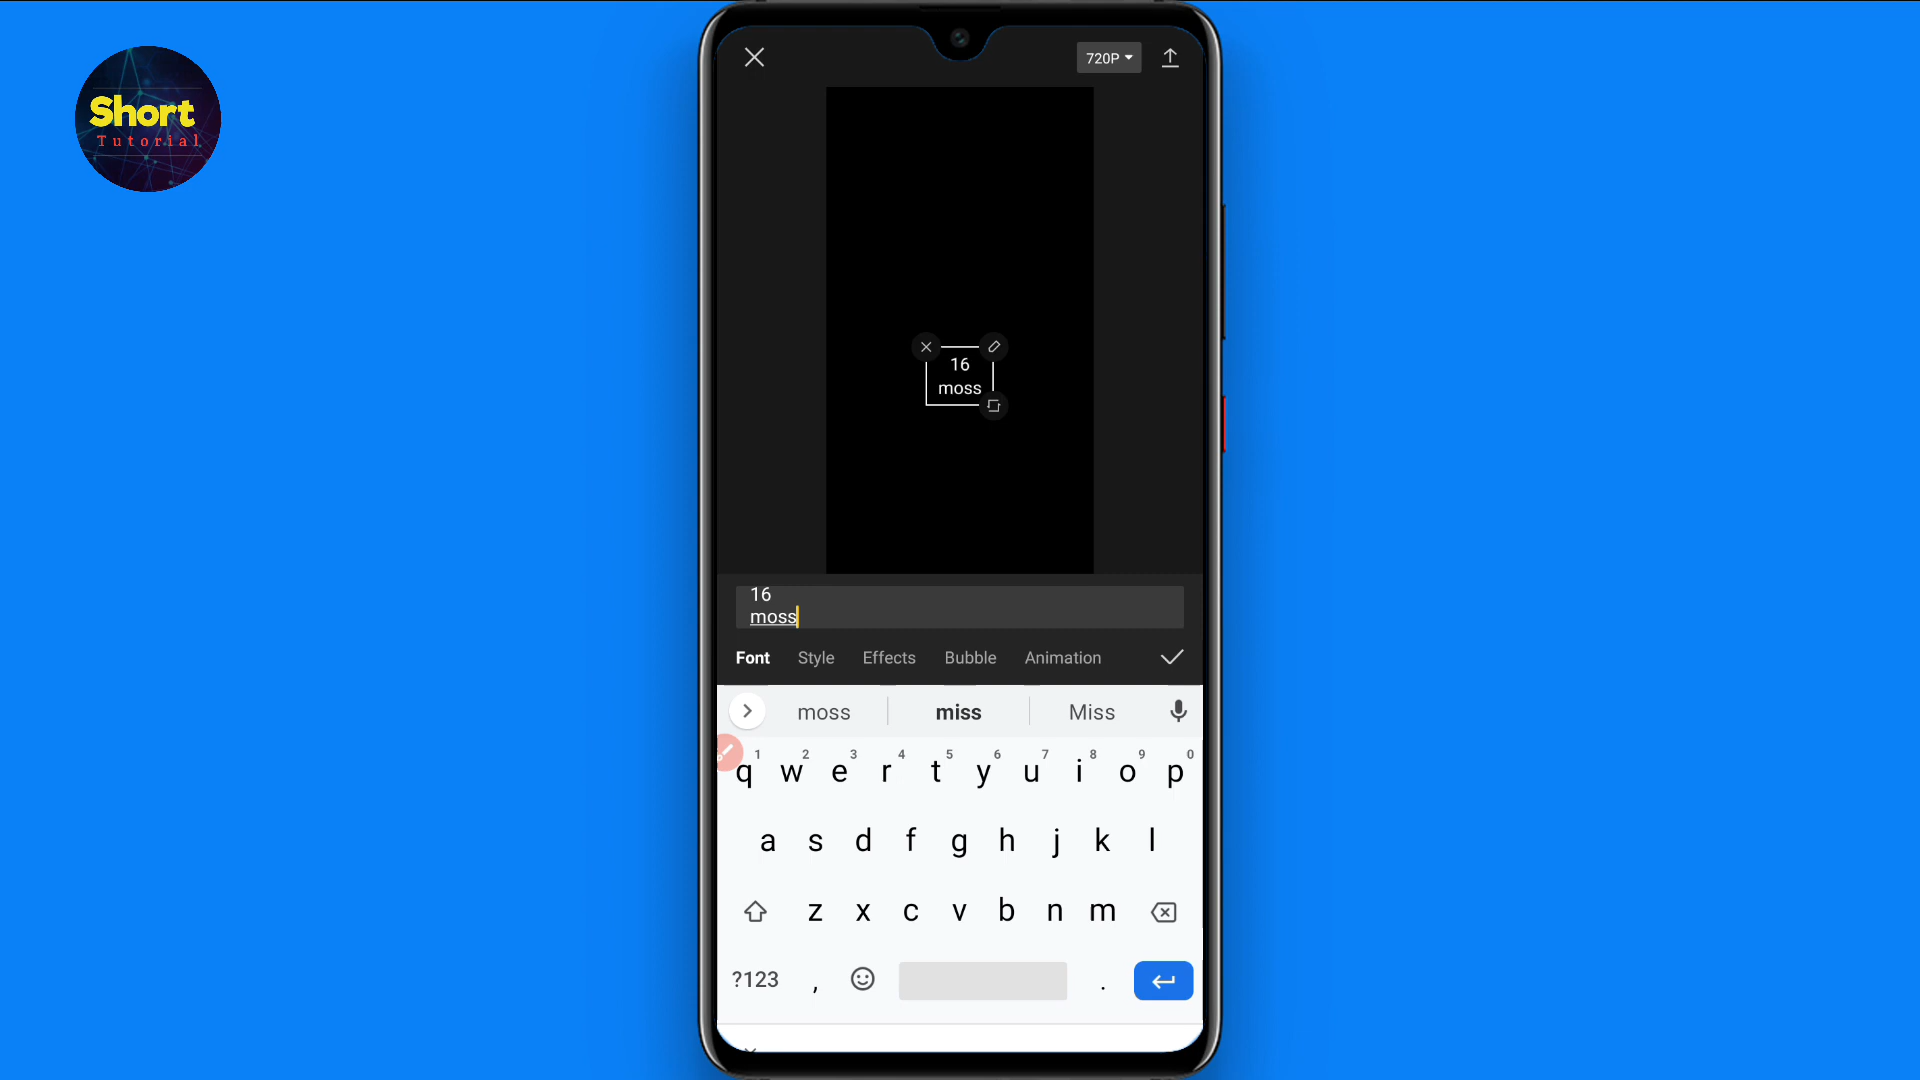 Short
Tutorial
720P
16
moss
16
moss
Font Style Effects Bubble Animation
moss miss Miss
1 2 3 4 5 6 7 8 9 0
q w e r t y u i o p
a s d f g h j k l
z x c v b n m
?123 , .